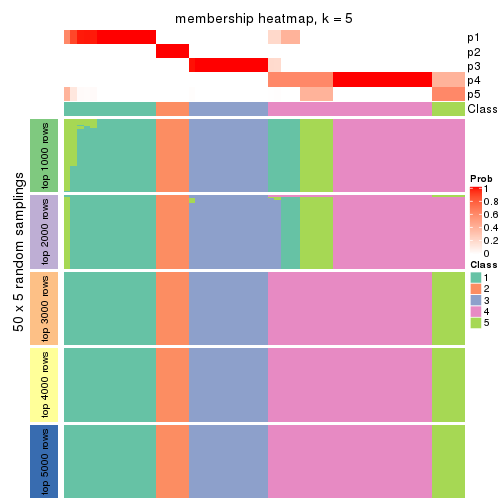 membership heatmap, k = 5
p1
p2
p3
p4
p5
Class
50 x 5 random samplings
top 1000 rows
top 2000 rows
top 3000 rows
top 4000 rows
top 5000 rows
Prob
1
0.8
0.6
0.4
0.2
0
Class
1
2
3
4
5